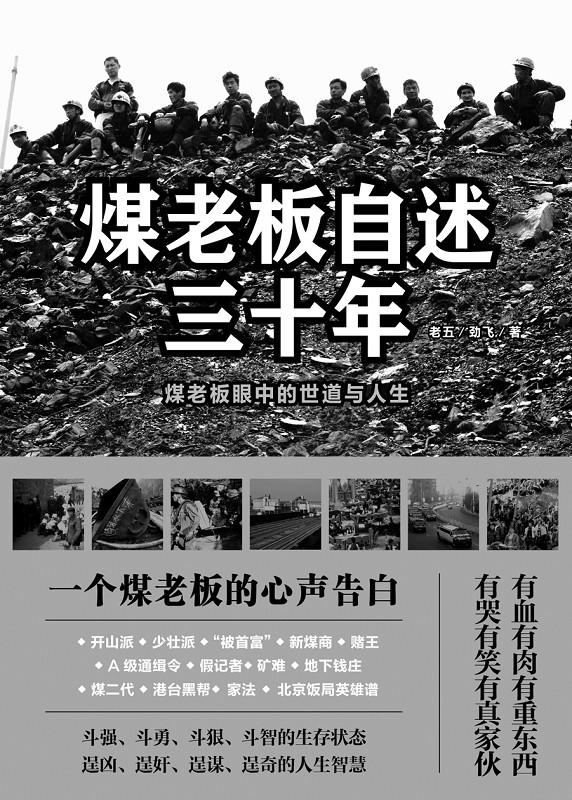 煤老板自述
三十年
老五/劲飞/著
煤老板眼中的世道与人生
一个煤老板的心声告白
◆ 开山派 ◆ 少壮派 ◆ “被首富” ◆ 新煤商 ◆ 赌王
◆ A 级通缉令 ◆ 假记者 ◆ 矿难 ◆ 地下钱庄
◆ 煤二代 ◆ 港台黑帮 ◆ 家法 ◆ 北京饭局英雄谱
斗强、斗勇、斗狠、斗智的生存状态
逞凶、逞奸、逞谋、逞奇的人生智慧
有血有肉有重东西
有哭有笑有真家伙